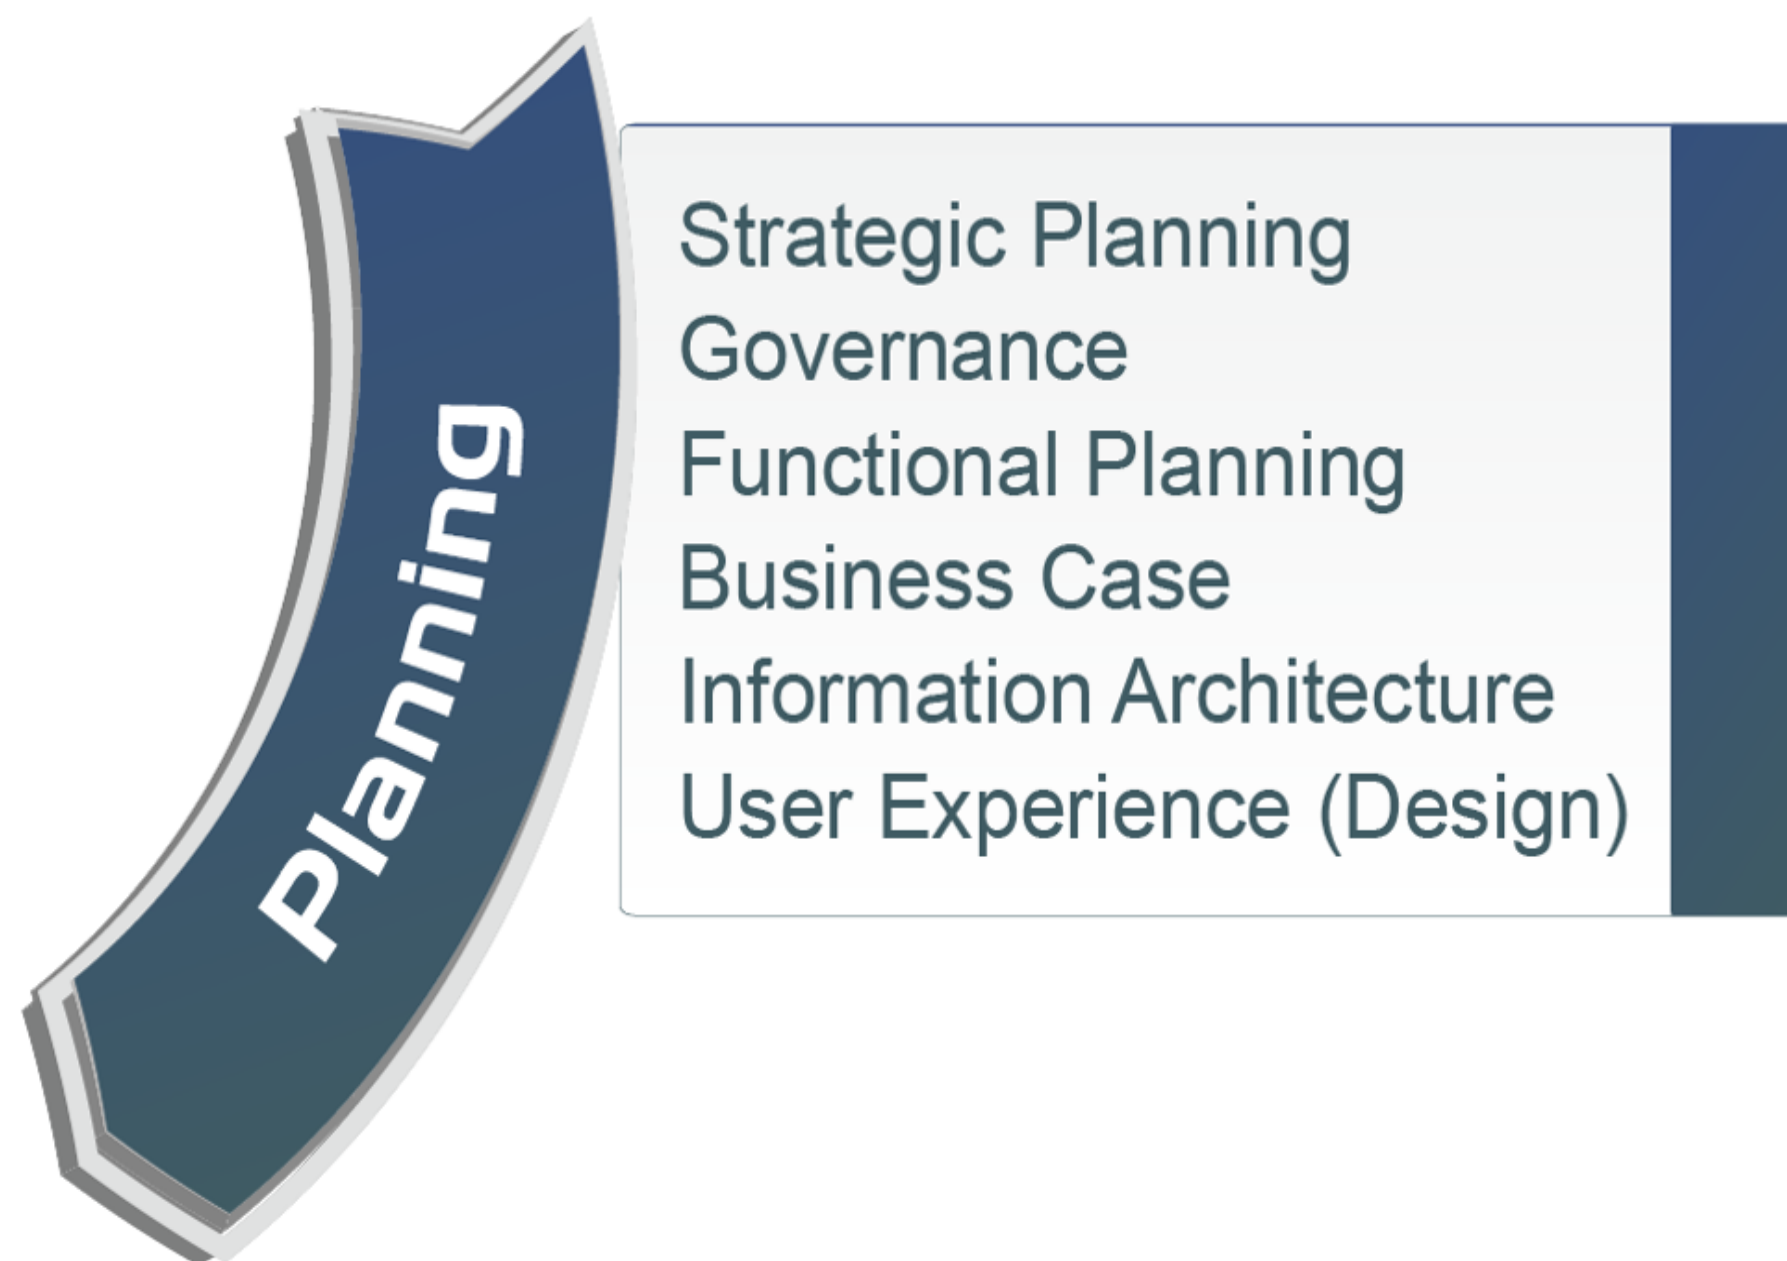 Planning
Strategic Planning
Governance
Functional Planning
Business Case
Information Architecture
User Experience (Design)